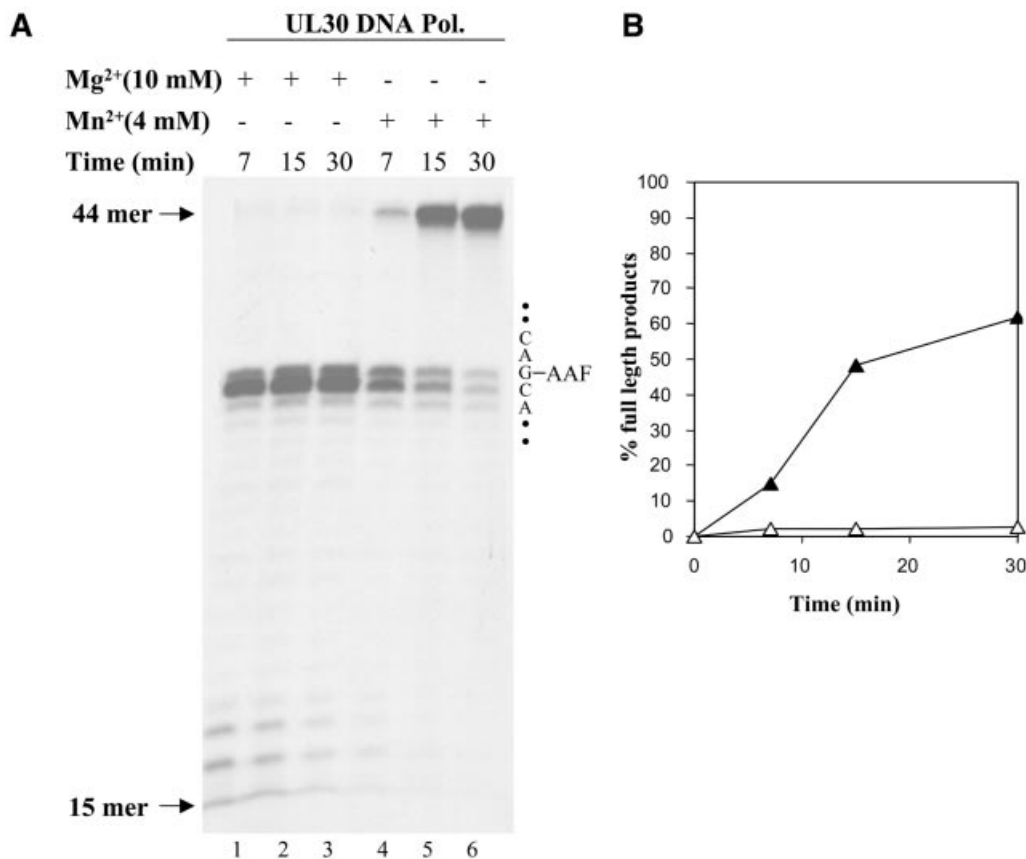 A
UL30 DNA Pol.
Mg2+(10 mM) + + + - - -
Mn2+(4 mM) - - - + + +
Time (min) 7 15 30 7 15 30
44 mer
C
A
G–AAF
C
A
15 mer
1 2 3 4 5 6
B
100
90
80
70
60
50
40
30
20
10
0
% full legth products
0 10 20 30
Time (min)